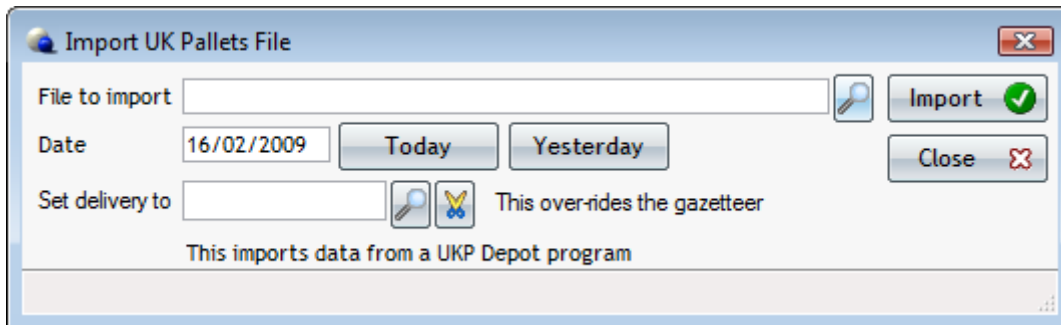 Import UK Pallets File
File to import
Import
Date 16/02/2009 Today Yesterday
Close
Set delivery to
This over-rides the gazetteer
This imports data from a UKP Depot program